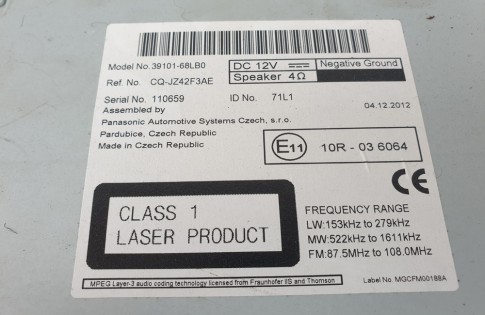 Model No.39101-68LB0
DC 12V
Negative Ground
Ref. No. CQ-JZ42F3AE
Speaker 4Ω
Serial No. 110659
ID No. 71L1
Assembled by
04.12.2012
Panasonic Automotive Systems Czech, s.r.o.
Pardubice, Czech Republic
Made in Czech Republic
E11
10R - 03 6064
CE
CLASS 1
LASER PRODUCT
FREQUENCY RANGE
LW:153kHz to 279kHz
MW:522kHz to 1611kHz
FM:87.5MHz to 108.0MHz
MPEG Layer-3 audio coding technology licensed from Fraunhofer IIS and Thomson
Label No. MGCFM00188A